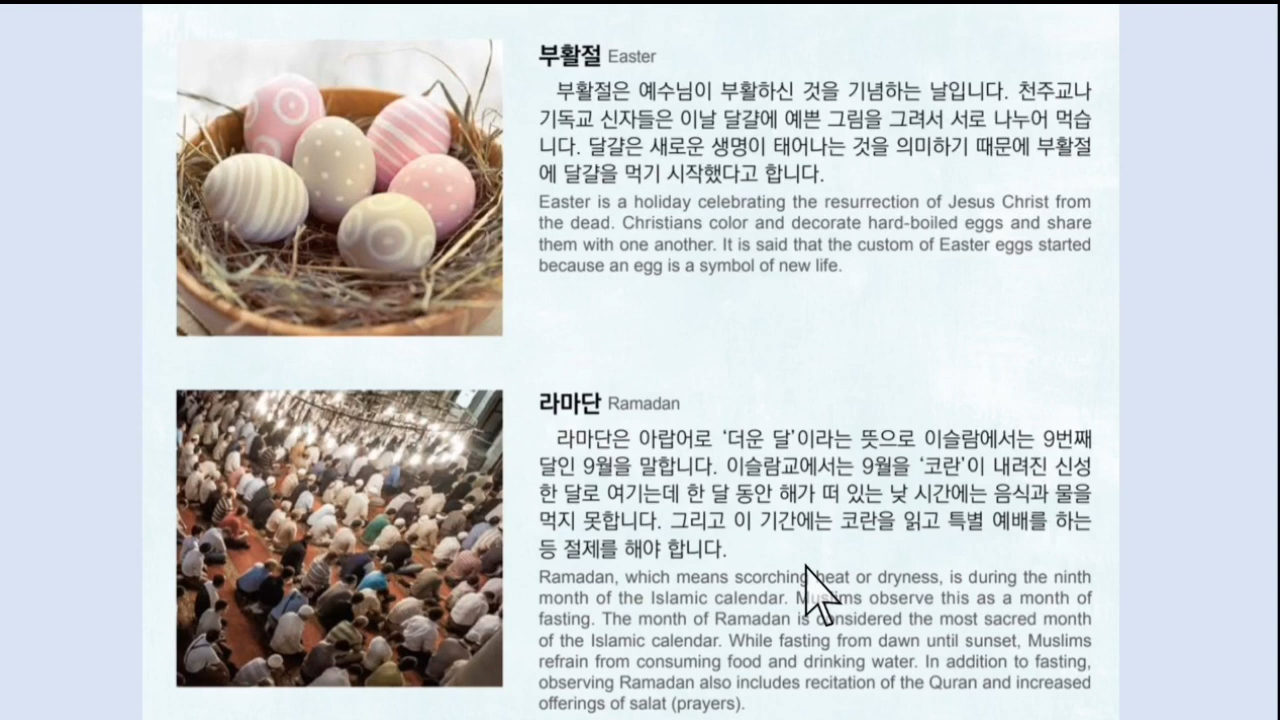 부활절 Easter
부활절은 예수님이 부활하신 것을 기념하는 날입니다. 천주교나
기독교 신자들은 이날 달걀에 예쁜 그림을 그려서 서로 나누어 먹습
니다. 달걀은 새로운 생명이 태어나는 것을 의미하기 때문에 부활절
에 달걀을 먹기 시작했다고 합니다.
Easter is a holiday celebrating the resurrection of Jesus Christ from
the dead. Christians color and decorate hard-boiled eggs and share
them with one another. It is said that the custom of Easter eggs started
because an egg is a symbol of new life.
라마단 Ramadan
라마단은 아랍어로 ‘더운 달’이라는 뜻으로 이슬람에서는 9번째
달인 9월을 말합니다. 이슬람교에서는 9월을 ‘코란’이 내려진 신성
한 달로 여기는데 한 달 동안 해가 떠 있는 낮 시간에는 음식과 물을
먹지 못합니다. 그리고 이 기간에는 코란을 읽고 특별 예배를 하는
등 절제를 해야 합니다.
Ramadan, which means scorching heat or dryness, is during the ninth
month of the Islamic calendar. Muslims observe this as a month of
fasting. The month of Ramadan is considered the most sacred month
of the Islamic calendar. While fasting from dawn until sunset, Muslims
refrain from consuming food and drinking water. In addition to fasting,
observing Ramadan also includes recitation of the Quran and increased
offerings of salat (prayers).